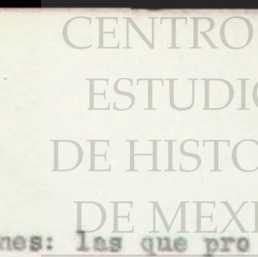 CENTRO
ESTUDIO
DE HISTO
DE MEXI
nes: las que pro